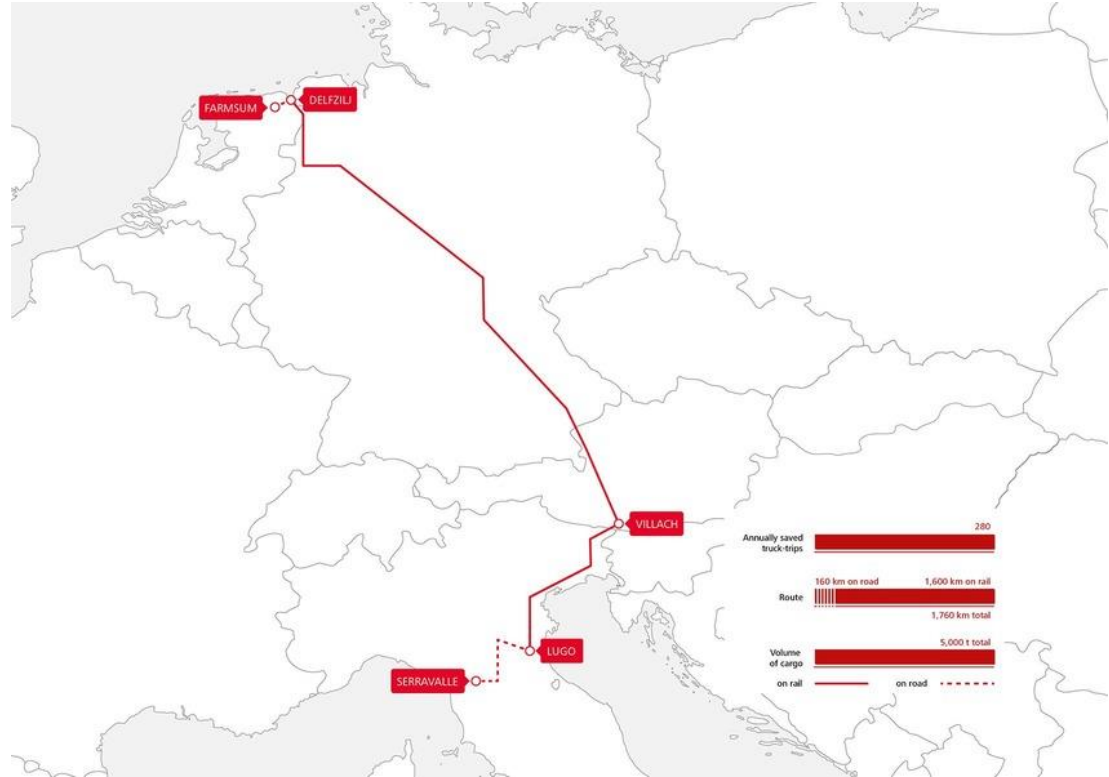 FARMSUM
DELFZILJ
VILLACH
LUGO
SERRAVALLE
280
Annually saved
truck-trips
160 km on road 1,600 km on rail
Route
1,760 km total
5,000 t total
Volume
of cargo
on rail on road